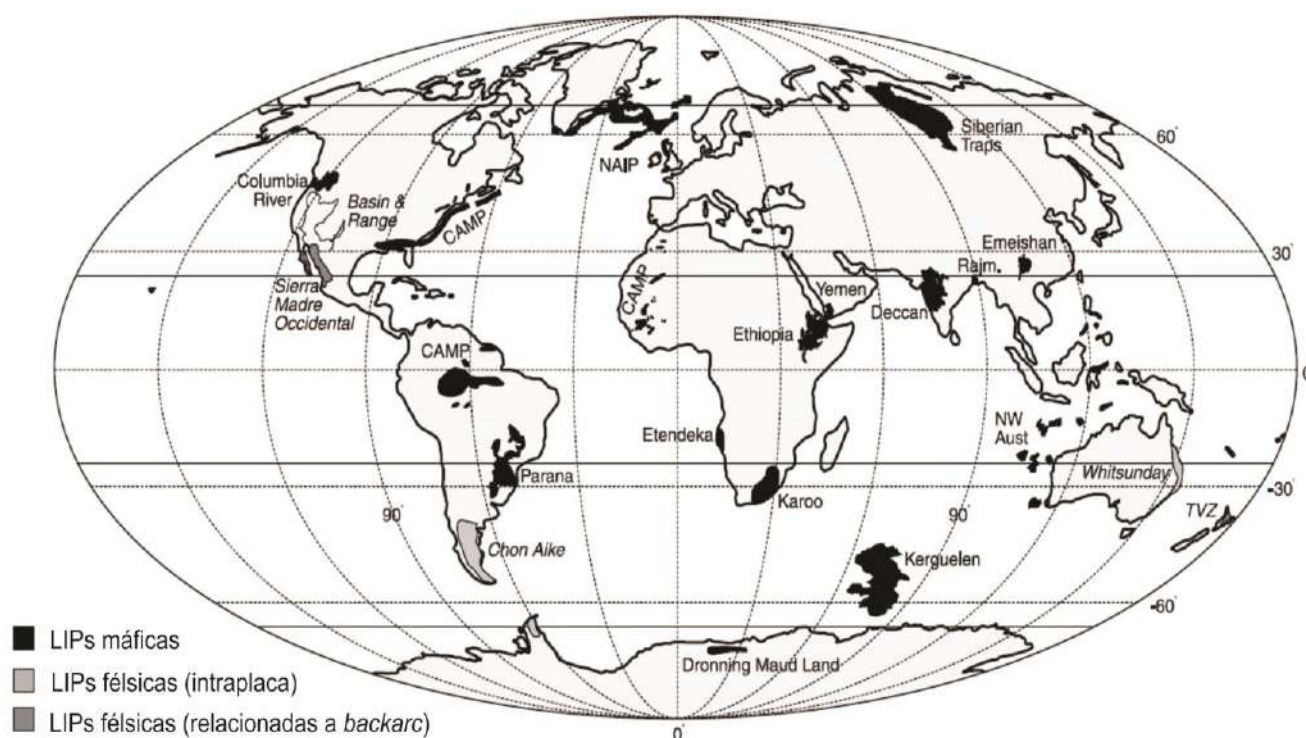 60°
Siberian
Traps
NAIP
Columbia
River
Basin &
Range
CAMP
30°
Emeishan
Rajm.
CAMP
Sierra
Madre
Occidental
Yemen
Deccan
Ethiopia
CAMP
0
NW
Aust
Etendeka
Parana
Whitsunday
-30°
Karoo
90°
90°
TVZ
Chon Aike
Kerguelen
-60°
LIPs máficas
LIPs félsicas (intraplaca)
LIPs félsicas (relacionadas a backarc)
Dronning Maud Land
0°